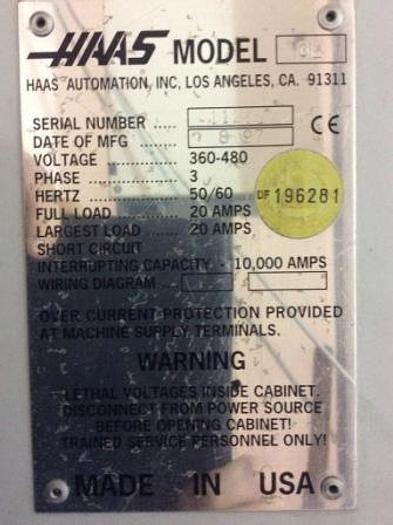 HAAS MODEL
HAAS AUTOMATION, INC, LOS ANGELES, CA. 91311
SERIAL NUMBER ....
DATE OF MFG .......
CE
VOLTAGE ............ 360-480
PHASE ................ 3
HERTZ ................ 50/60
DF 196281
FULL LOAD ......... 20 AMPS
LARGEST LOAD .. 20 AMPS
SHORT CIRCUIT
INTERRUPTING CAPACITY - 10,000 AMPS
WIRING DIAGRAM ....
OVER CURRENT PROTECTION PROVIDED
AT MACHINE SUPPLY TERMINALS.
WARNING
LETHAL VOLTAGES INSIDE CABINET.
DISCONNECT FROM POWER SOURCE
BEFORE OPENING CABINET!
TRAINED SERVICE PERSONNEL ONLY!
MADE IN USA